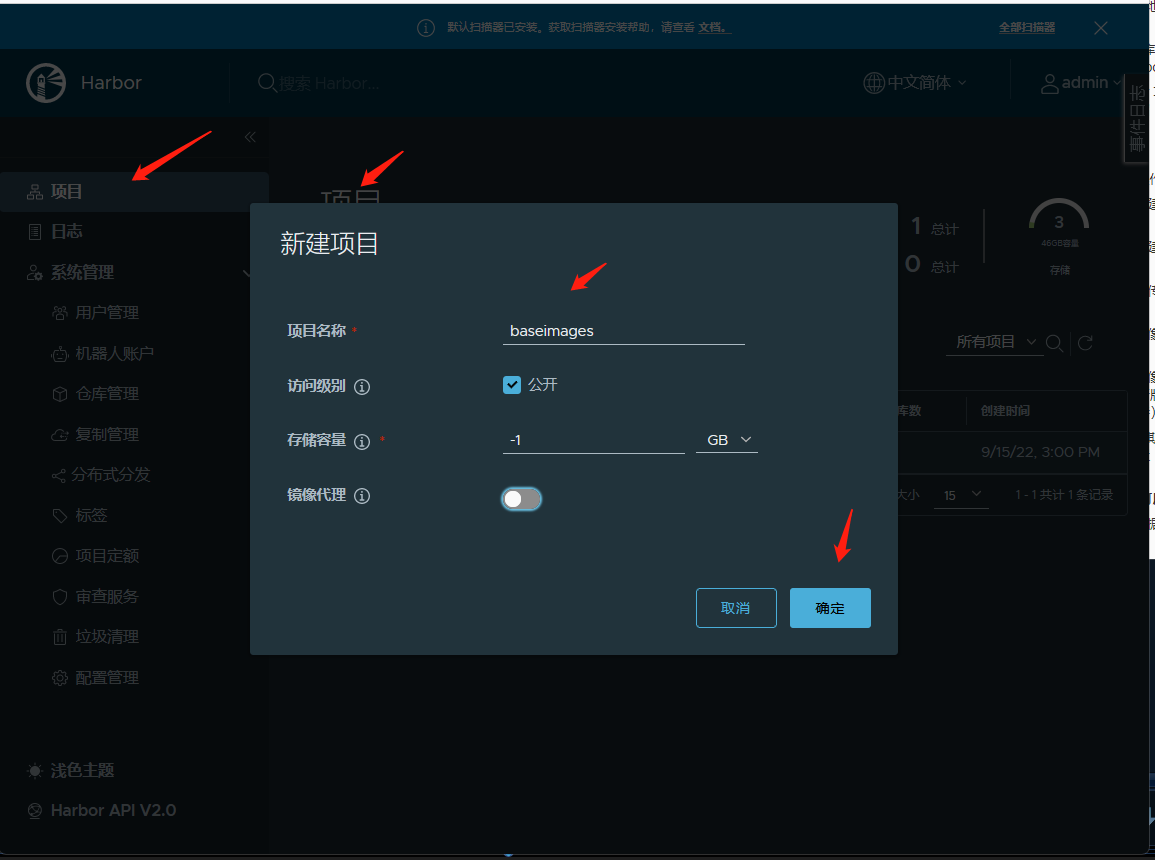 默认扫描器已安装。获取扫描器安装帮助，请查看 文档。 全部扫描器
Harbor 搜索 Harbor... 中文简体 admin
事件日志
项目
日志
系统管理
用户管理
机器人账户
仓库管理
复制管理
分布式分发
标签
项目定额
审查服务
垃圾清理
配置管理
浅色主题
Harbor API V2.0
项目
1 总计
0 总计
3
46GB容量
存储
所有项目
库数 创建时间
9/15/22, 3:00 PM
大小 15 1 - 1 共计 1 条记录
新建项目
项目名称 *
baseimages
访问级别
公开
存储容量 *
-1 GB
镜像代理
取消 确定